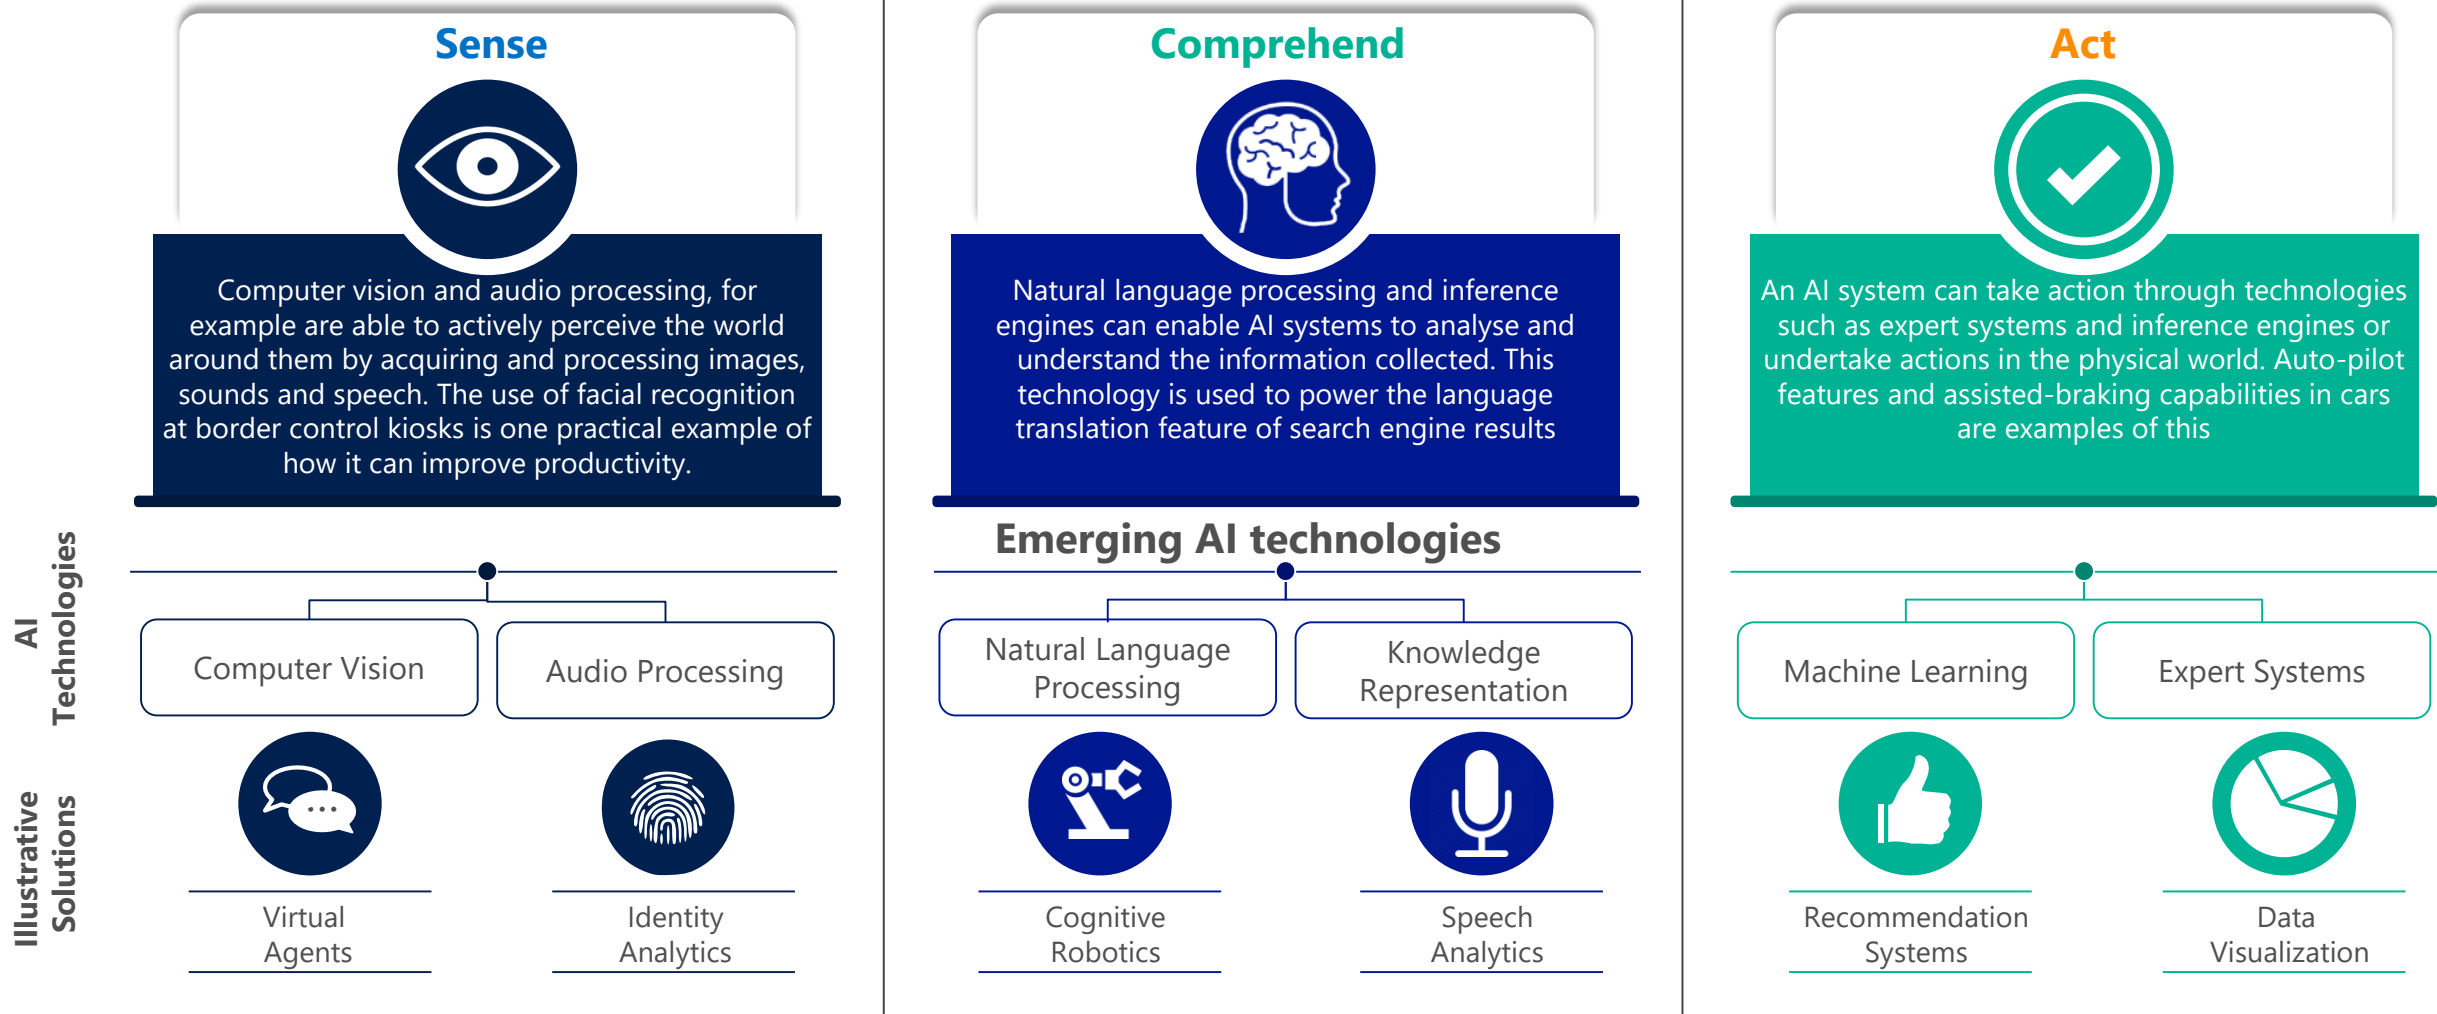 Sense
Computer vision and audio processing, for
example are able to actively perceive the world
around them by acquiring and processing images,
sounds and speech. The use of facial recognition
at border control kiosks is one practical example of
how it can improve productivity.
Comprehend
Natural language processing and inference
engines can enable AI systems to analyse and
understand the information collected. This
technology is used to power the language
translation feature of search engine results
Act
An AI system can take action through technologies
such as expert systems and inference engines or
undertake actions in the physical world. Auto-pilot
features and assisted-braking capabilities in cars
are examples of this
Emerging AI technologies
AI
Technologies
Computer Vision
Audio Processing
Natural Language
Processing
Knowledge
Representation
Machine Learning
Expert Systems
Illustrative
Solutions
Virtual
Agents
Identity
Analytics
Cognitive
Robotics
Speech
Analytics
Recommendation
Systems
Data
Visualization